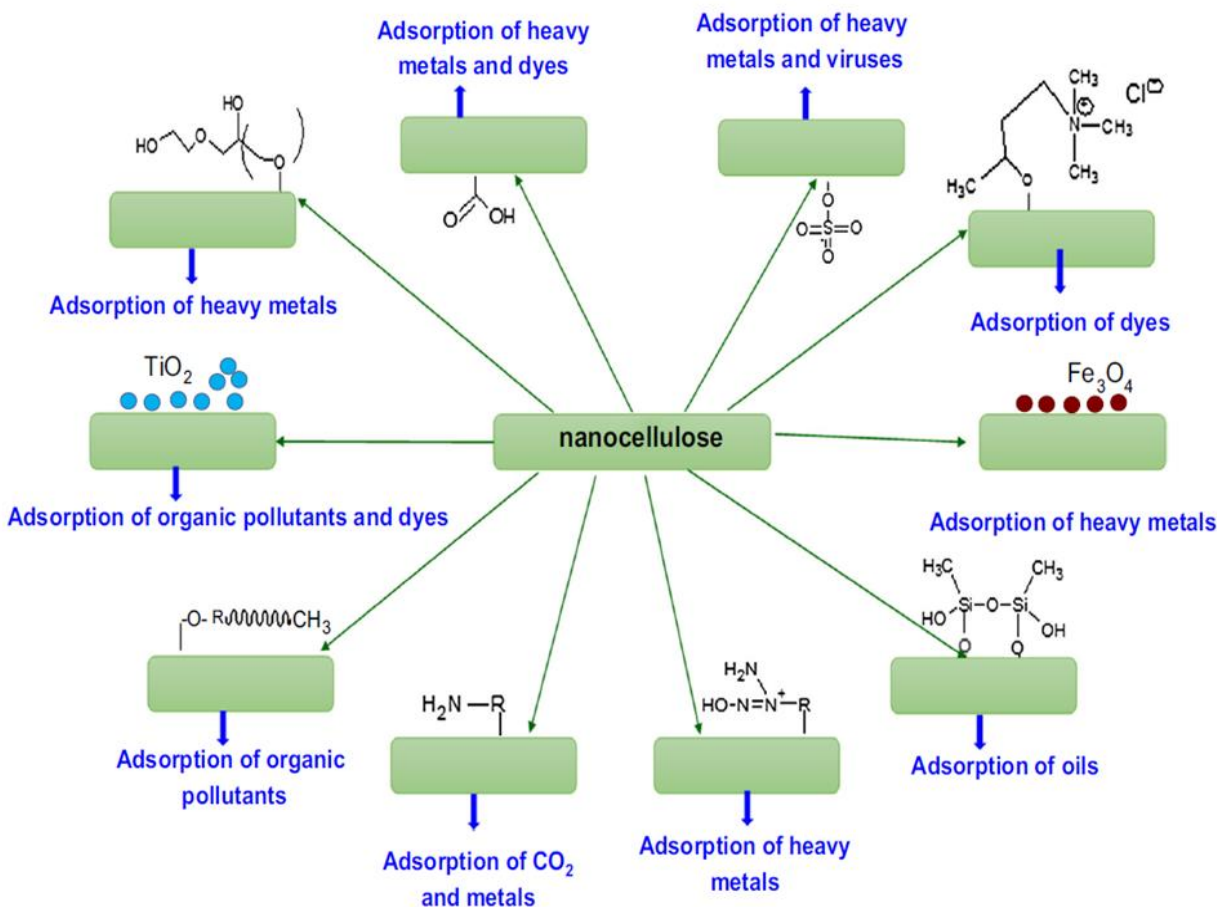 Adsorption of heavy
metals and dyes
Adsorption of heavy
metals and viruses
HO
HO
O
O
Adsorption of heavy metals
O
OH
O
O=S=O
O
CH₃
Cl⊖
⊕
N
CH₃
CH₃
H₃C
O
Adsorption of dyes
TiO₂
Adsorption of organic pollutants and dyes
nanocellulose
Fe₃O₄
Adsorption of heavy metals
-O- R CH₃
Adsorption of organic
pollutants
H₂N—R
Adsorption of CO₂
and metals
H₂N
HO-N=N⁺-R
Adsorption of heavy
metals
H₃C
CH₃
Si-O-Si
HO
OH
O
Q
Adsorption of oils